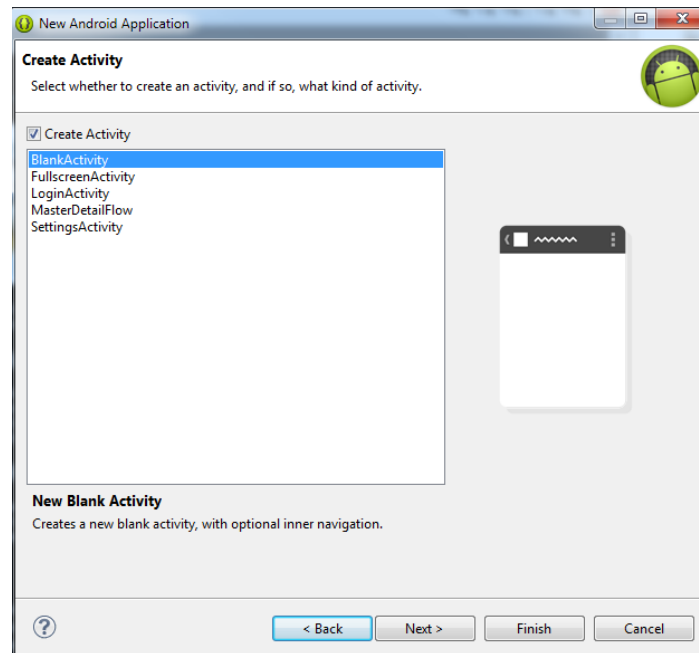 New Android Application
Create Activity
Select whether to create an activity, and if so, what kind of activity.
Create Activity
BlankActivity
FullscreenActivity
LoginActivity
MasterDetailFlow
SettingsActivity
New Blank Activity
Creates a new blank activity, with optional inner navigation.
?
< Back
Next >
Finish
Cancel